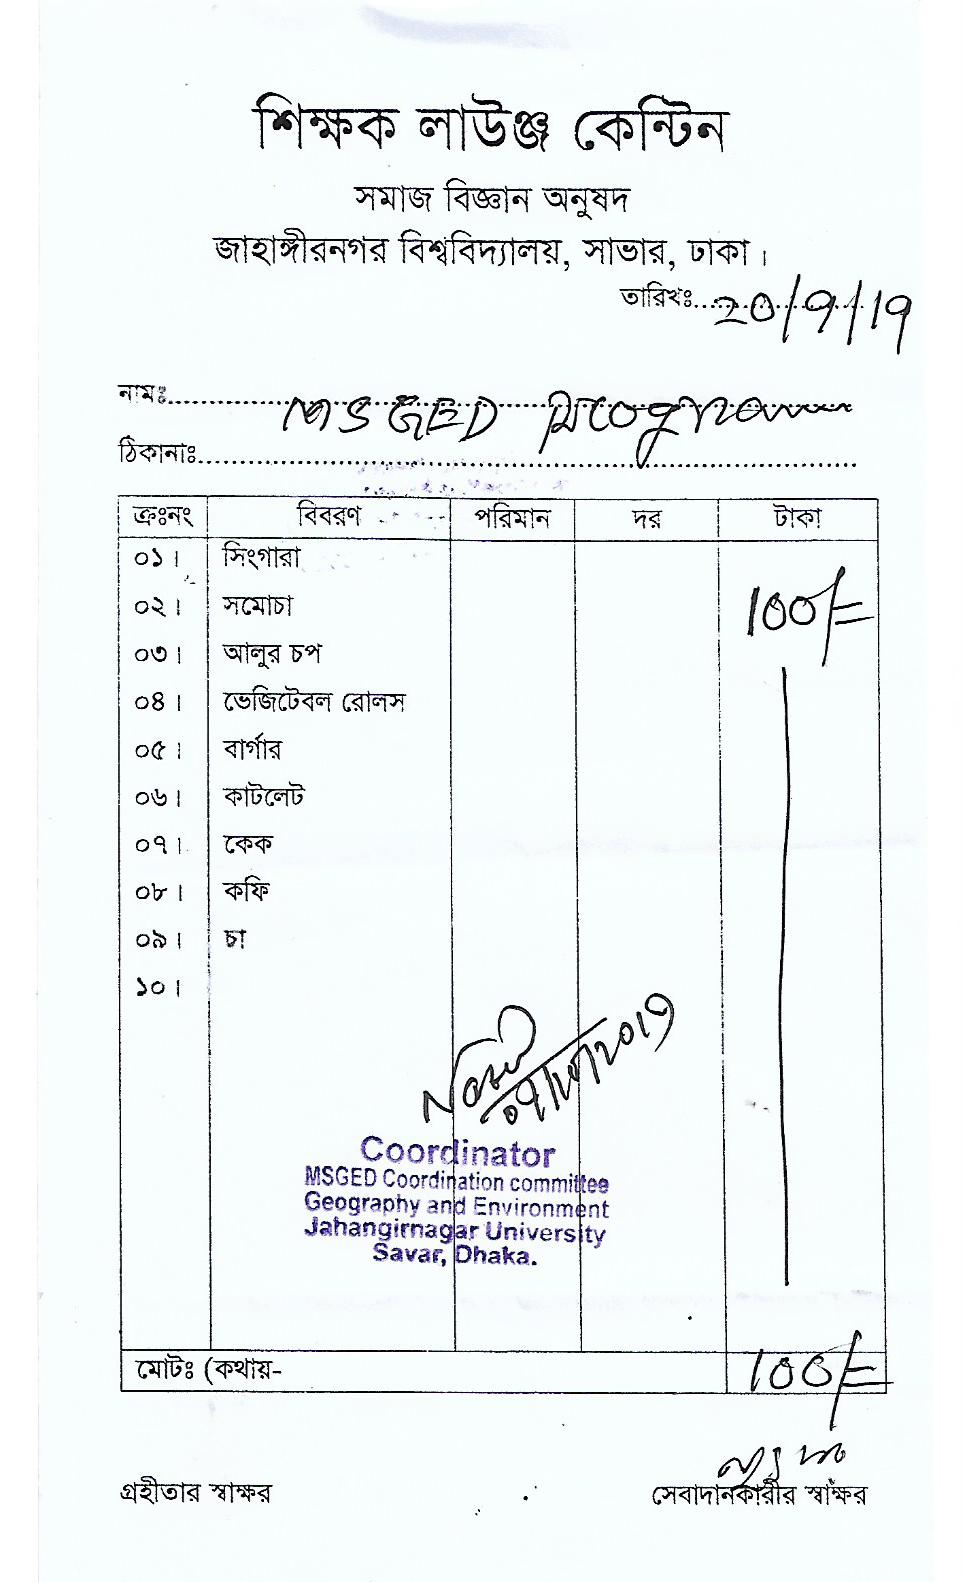 শিক্ষক লাউঞ্জ কেন্টিন
সমাজ বিজ্ঞান অনুষদ
জাহাঙ্গীরনগর বিশ্ববিদ্যালয়, সাভার, ঢাকা।
তারিখঃ 20/9/19
নামঃ MSGED program
ঠিকানাঃ
ক্রঃনং বিবরণ পরিমান দর টাকা
০১। সিংগারা
০২। সমোচা 100/=
০৩। আলুর চপ
০৪। ভেজিটেবল রোলস
০৫। বার্গার
০৬। কাটলেট
০৭। কেক
০৮। কফি
০৯। চা
১০।
09/10/2019
Coordinator
MSGED Coordination committee
Geography and Environment
Jahangirnagar University
Savar, Dhaka.
মোটঃ (কথায়- 100/=
গ্রহীতার স্বাক্ষর সেবাদানকারীর স্বাক্ষর